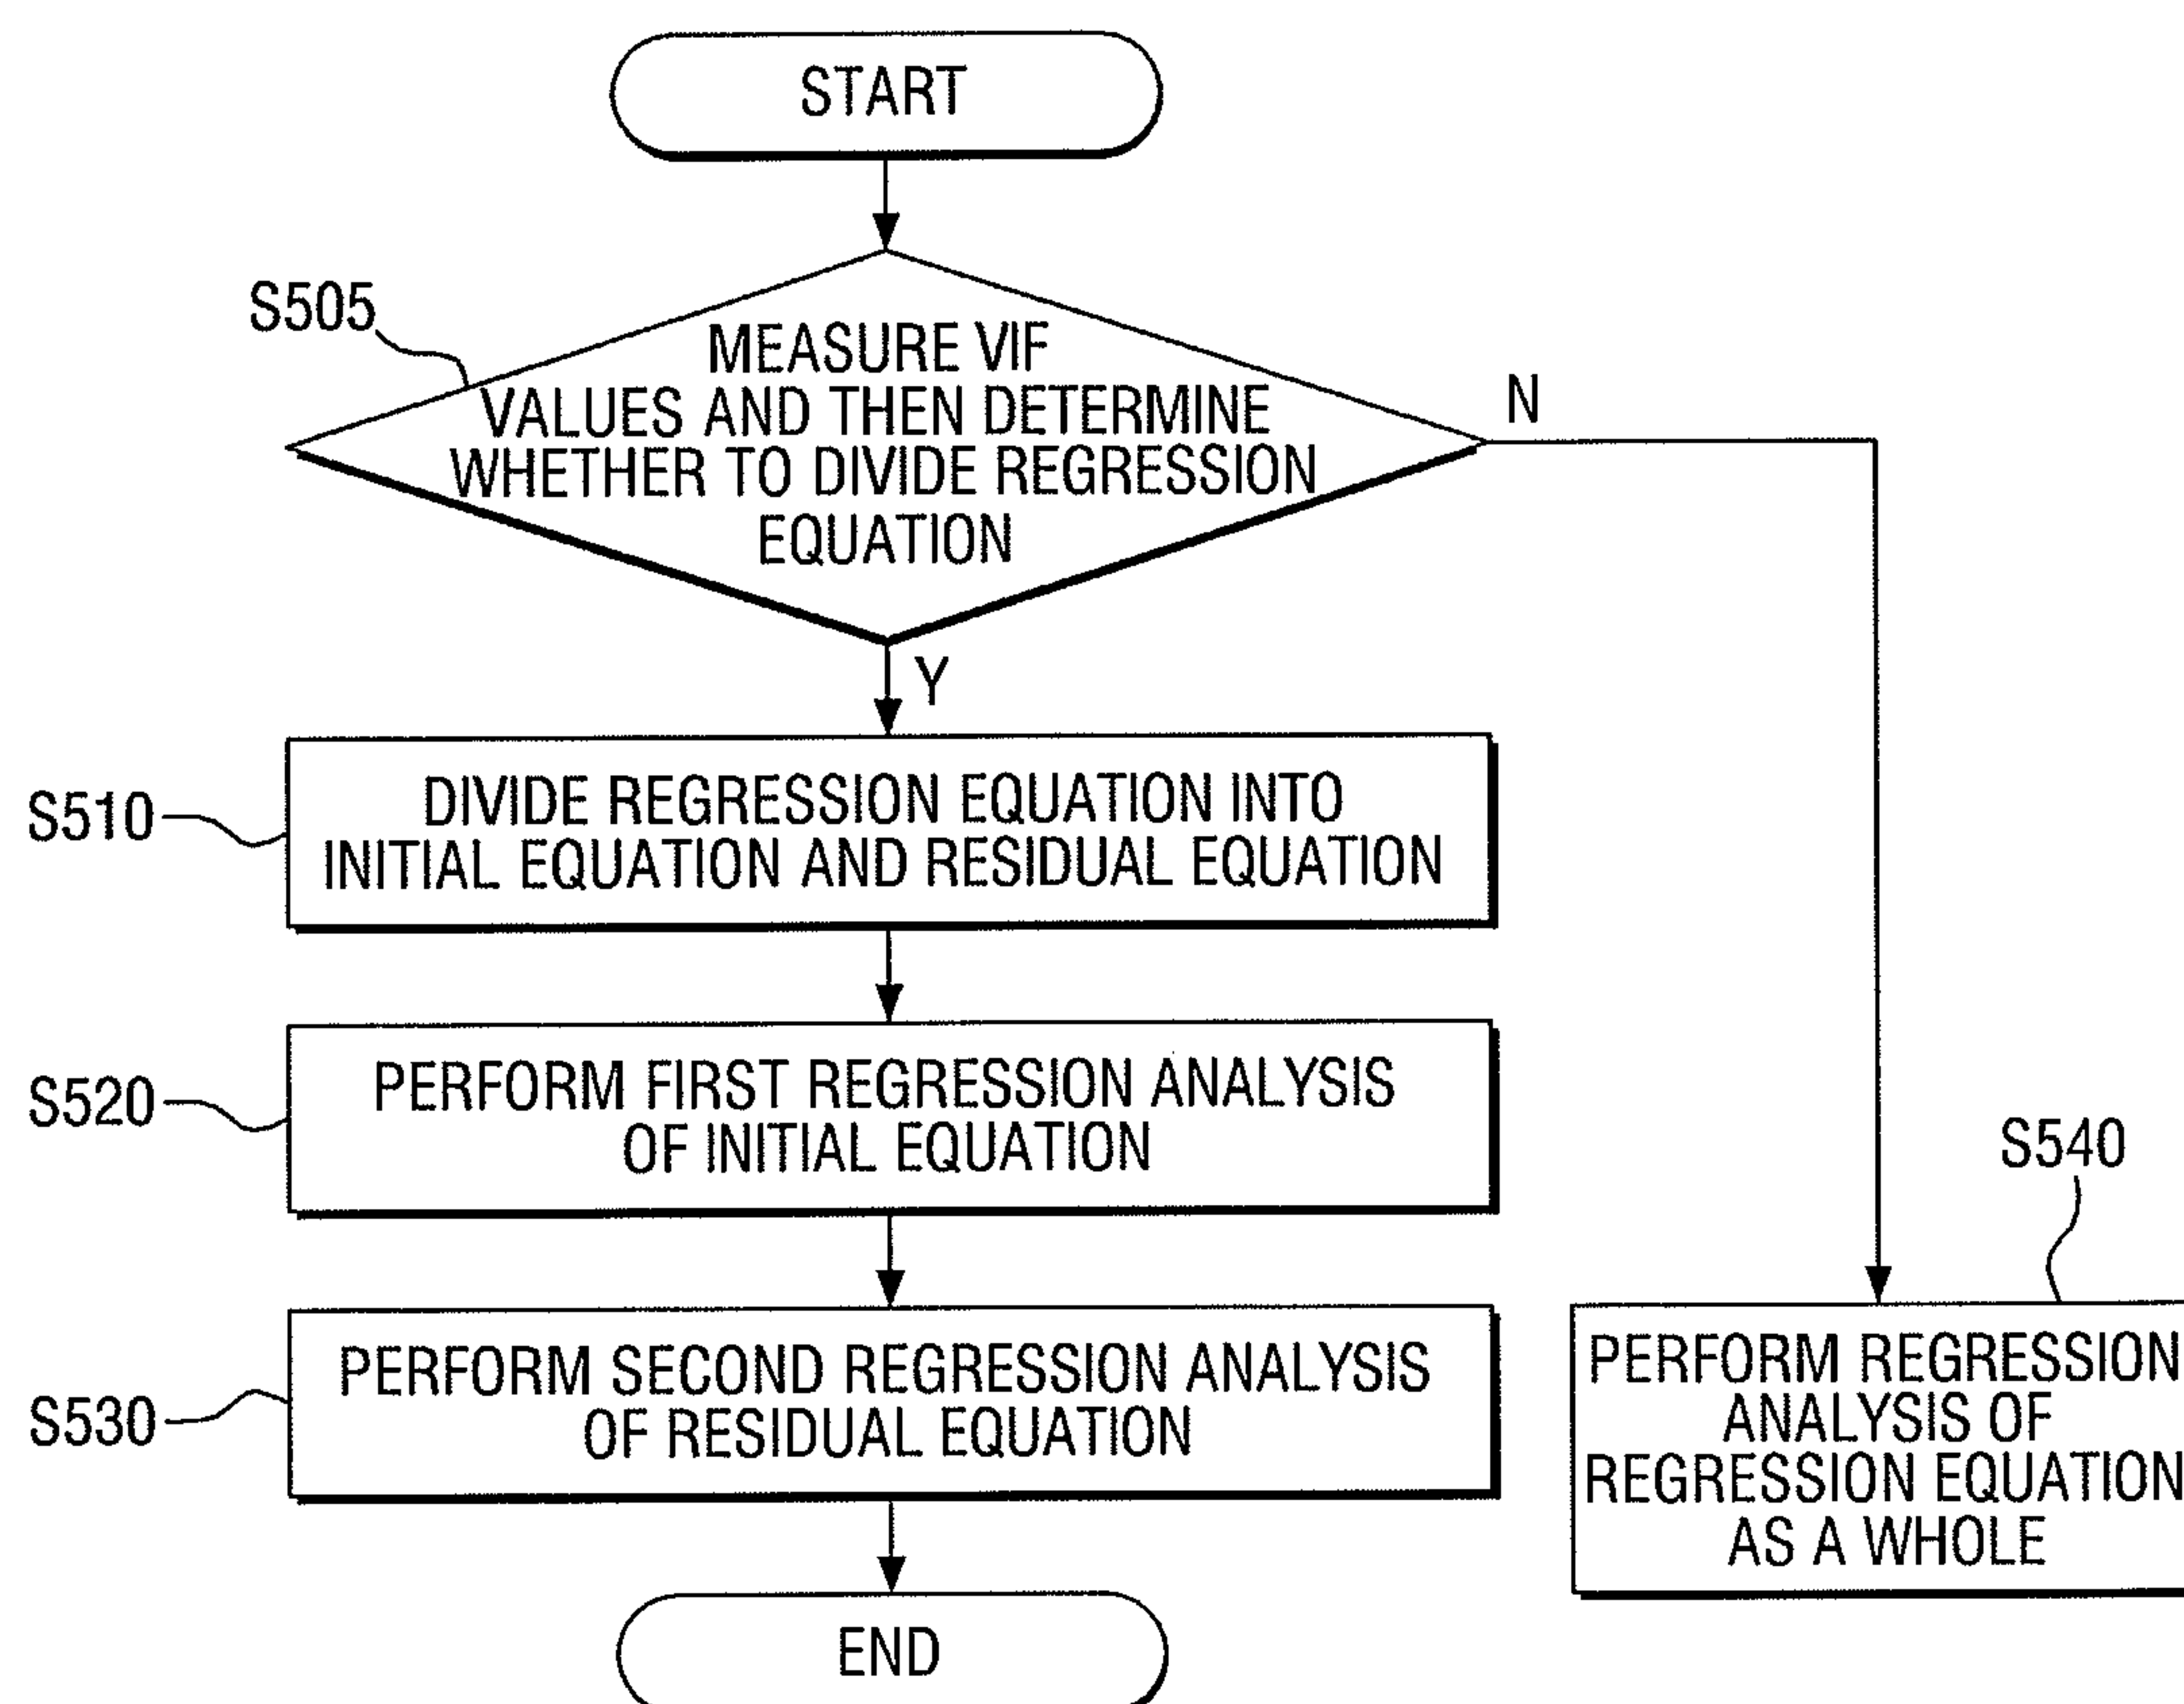 START
S505
MEASURE VIF
VALUES AND THEN DETERMINE
WHETHER TO DIVIDE REGRESSION
EQUATION
N
Y
S510
DIVIDE REGRESSION EQUATION INTO
INITIAL EQUATION AND RESIDUAL EQUATION
S520
PERFORM FIRST REGRESSION ANALYSIS
OF INITIAL EQUATION
S530
PERFORM SECOND REGRESSION ANALYSIS
OF RESIDUAL EQUATION
S540
PERFORM REGRESSION
ANALYSIS OF
REGRESSION EQUATION
AS A WHOLE
END